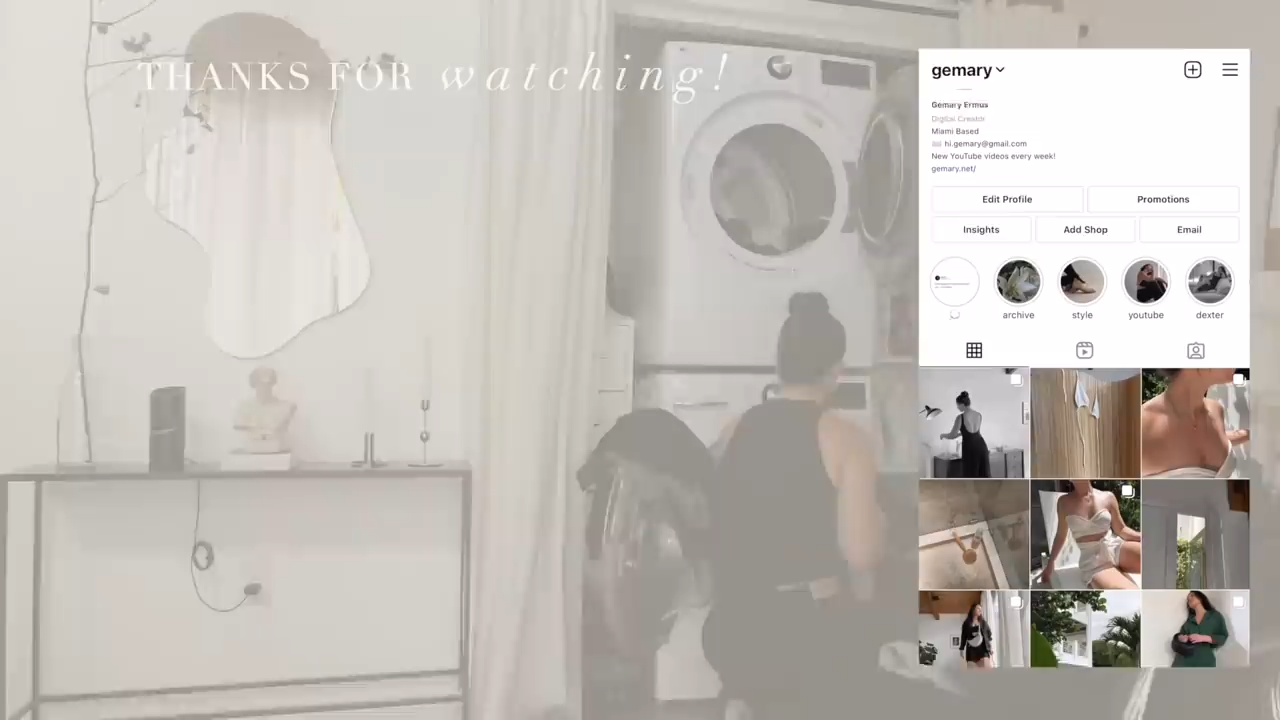 THANKS FOR watching!
gemary
Gemary Ermus
Digital Creator
Miami Based
hi.gemary@gmail.com
New YouTube videos every week!
gemary.net/
Edit Profile
Promotions
Insights
Add Shop
Email
archive
style
youtube
dexter